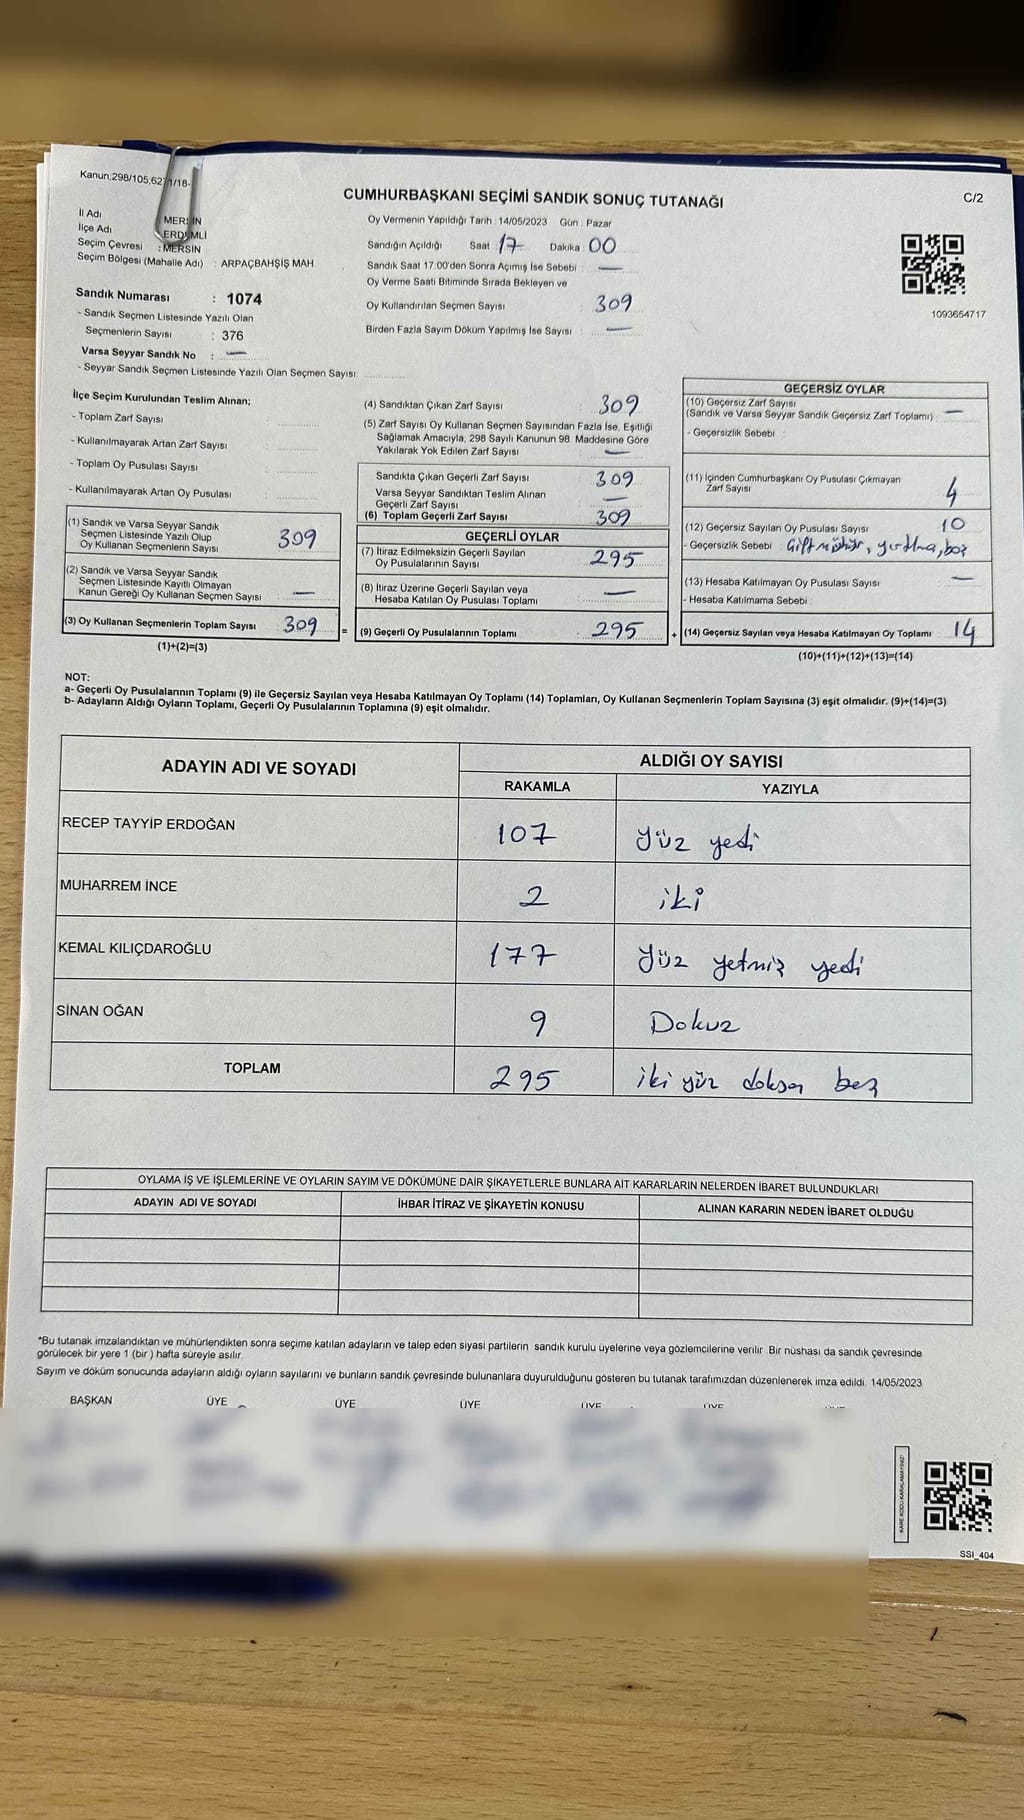 Kanun;298/105,627 1/18-
CUMHURBAŞKANI SEÇİMİ SANDIK SONUÇ TUTANAĞI
C/2
İl Adı MERSİN
İlçe Adı ERDEMLİ
Seçim Çevresi : MERSİN
Seçim Bölgesi (Mahalle Adı) : ARPAÇBAHŞİŞ MAH.
Sandık Numarası : 1074
- Sandık Seçmen Listesinde Yazılı Olan
Seçmenlerin Sayısı : 376
Varsa Seyyar Sandık No : —
- Seyyar Sandık Seçmen Listesinde Yazılı Olan Seçmen Sayısı:
Oy Vermenin Yapıldığı Tarih : 14/05/2023 Gün : Pazar
Sandığın Açıldığı Saat 17 Dakika 00
Sandık Saat 17:00'den Sonra Açımış İse Sebebi : —
Oy Verme Saati Bitiminde Sırada Bekleyen ve
Oy Kullandırılan Seçmen Sayısı : 309
Birden Fazla Sayım Döküm Yapılmış İse Sayısı : —
1093654717
İlçe Seçim Kurulundan Teslim Alınan;
- Toplam Zarf Sayısı
- Kullanılmayarak Artan Zarf Sayısı
- Toplam Oy Pusulası Sayısı
- Kullanılmayarak Artan Oy Pusulası
(1) Sandık ve Varsa Seyyar Sandık
Seçmen Listesinde Yazılı Olup
Oy Kullanan Seçmenlerin Sayısı 309
(2) Sandık ve Varsa Seyyar Sandık
Seçmen Listesinde Kayıtlı Olmayan
Kanun Gereği Oy Kullanan Seçmen Sayısı —
(3) Oy Kullanan Seçmenlerin Toplam Sayısı 309
(1)+(2)=(3)
(4) Sandıktan Çıkan Zarf Sayısı : 309
(5) Zarf Sayısı Oy Kullanan Seçmen Sayısından Fazla İse, Eşitliği
Sağlamak Amacıyla; 298 Sayılı Kanunun 98. Maddesine Göre
Yakılarak Yok Edilen Zarf Sayısı —
Sandıkta Çıkan Geçerli Zarf Sayısı 309
Varsa Seyyar Sandıktan Teslim Alınan
Geçerli Zarf Sayısı —
(6) Toplam Geçerli Zarf Sayısı 309
GEÇERLİ OYLAR
(7) İtiraz Edilmeksizin Geçerli Sayılan
Oy Pusulalarının Sayısı 295
(8) İtiraz Üzerine Geçerli Sayılan veya
Hesaba Katılan Oy Pusulası Toplamı —
= (9) Geçerli Oy Pusulalarının Toplamı 295
GEÇERSİZ OYLAR
(10) Geçersiz Zarf Sayısı
(Sandık ve Varsa Seyyar Sandık Geçersiz Zarf Toplamı) : —
- Geçersizlik Sebebi :
(11) İçinden Cumhurbaşkanı Oy Pusulası Çıkmayan
Zarf Sayısı 4
(12) Geçersiz Sayılan Oy Pusulası Sayısı 10
- Geçersizlik Sebebi : Çift mühür, yırtılma, boş
(13) Hesaba Katılmayan Oy Pusulası Sayısı —
- Hesaba Katılmama Sebebi :
+ (14) Geçersiz Sayılan veya Hesaba Katılmayan Oy Toplamı : 14
(10)+(11)+(12)+(13)=(14)
NOT:
a- Geçerli Oy Pusulalarının Toplamı (9) ile Geçersiz Sayılan veya Hesaba Katılmayan Oy Toplamı (14) Toplamları, Oy Kullanan Seçmenlerin Toplam Sayısına (3) eşit olmalıdır. (9)+(14)=(3)
b- Adayların Aldığı Oyların Toplamı, Geçerli Oy Pusulalarının Toplamına (9) eşit olmalıdır.
ADAYIN ADI VE SOYADI ALDIĞI OY SAYISI
RAKAMLA YAZIYLA
RECEP TAYYİP ERDOĞAN 107 Yüz yedi
MUHARREM İNCE 2 iki
KEMAL KILIÇDAROĞLU 177 Yüz yetmiş yedi
SİNAN OĞAN 9 Dokuz
TOPLAM 295 iki yüz doksan beş
OYLAMA İŞ VE İŞLEMLERİNE VE OYLARIN SAYIM VE DÖKÜMÜNE DAİR ŞİKAYETLERLE BUNLARA AİT KARARLARIN NELERDEN İBARET BULUNDUKLARI
ADAYIN ADI VE SOYADI İHBAR İTİRAZ VE ŞİKAYETİN KONUSU ALINAN KARARIN NEDEN İBARET OLDUĞU
*Bu tutanak imzalandıktan ve mühürlendikten sonra seçime katılan adayların ve talep eden siyasi partilerin sandık kurulu üyelerine veya gözlemcilerine verilir. Bir nüshası da sandık çevresinde
görülecek bir yere 1 (bir ) hafta süreyle asılır.
Sayım ve döküm sonucunda adayların aldığı oyların sayılarını ve bunların sandık çevresinde bulunanlara duyurulduğunu gösteren bu tutanak tarafımızdan düzenlenerek imza edildi. 14/05/2023
BAŞKAN ÜYE ÜYE ÜYE ÜYE ÜYE
KARE KODU KARALAMAYINIZ!
SSI_404